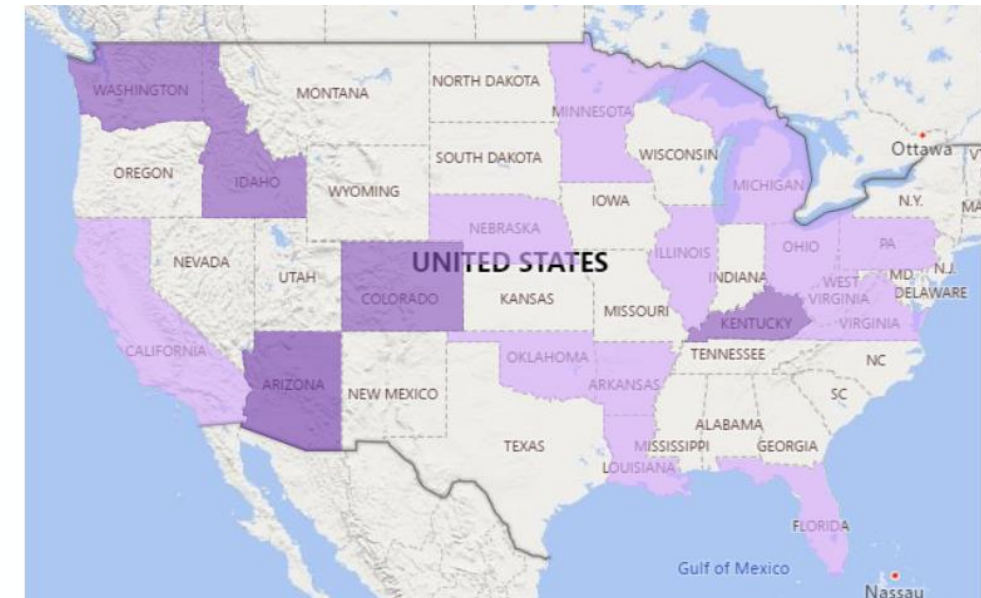 WASHINGTON
MONTANA
NORTH DAKOTA
MINNESOTA
OREGON
IDAHO
SOUTH DAKOTA
WISCONSIN
MICHIGAN
Ottawa
WYOMING
IOWA
N.Y.
NEVADA
UTAH
NEBRASKA
UNITED STATES
ILLINOIS
INDIANA
OHIO
PA
MD
N.J.
DELAWARE
COLORADO
KANSAS
MISSOURI
WEST
VIRGINIA
KENTUCKY
VIRGINIA
CALIFORNIA
ARIZONA
NEW MEXICO
OKLAHOMA
ARKANSAS
TENNESSEE
NC
SC
TEXAS
LOUISIANA
MISSISSIPPI
ALABAMA
GEORGIA
FLORIDA
Gulf of Mexico
Nassau